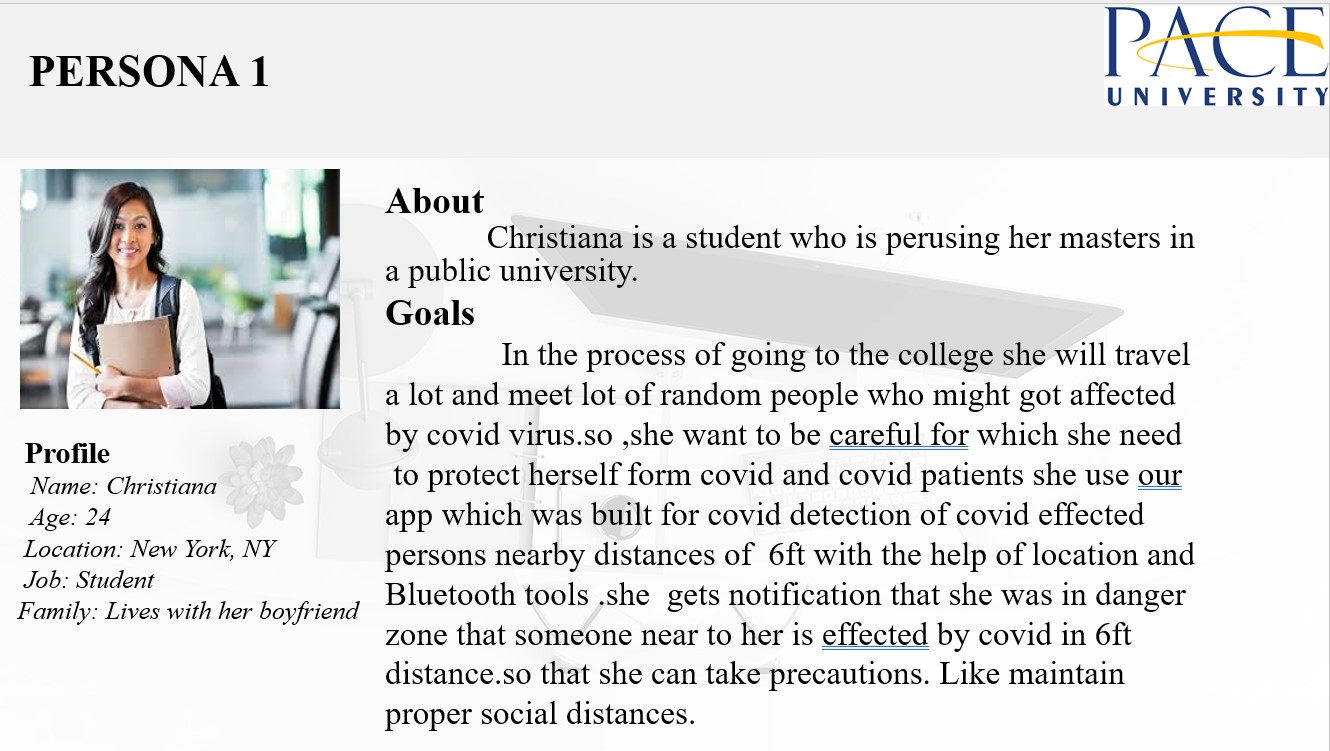 PERSONA 1
PACE
UNIVERSITY
About
Christiana is a student who is perusing her masters in
a public university.
Goals
In the process of going to the college she will travel
a lot and meet lot of random people who might got affected
by covid virus.so ,she want to be careful for which she need
to protect herself form covid and covid patients she use our
app which was built for covid detection of covid effected
persons nearby distances of  6ft with the help of location and
Bluetooth tools .she  gets notification that she was in danger
zone that someone near to her is effected by covid in 6ft
distance.so that she can take precautions. Like maintain
proper social distances.
Profile
Name: Christiana
Age: 24
Location: New York, NY
Job: Student
Family: Lives with her boyfriend